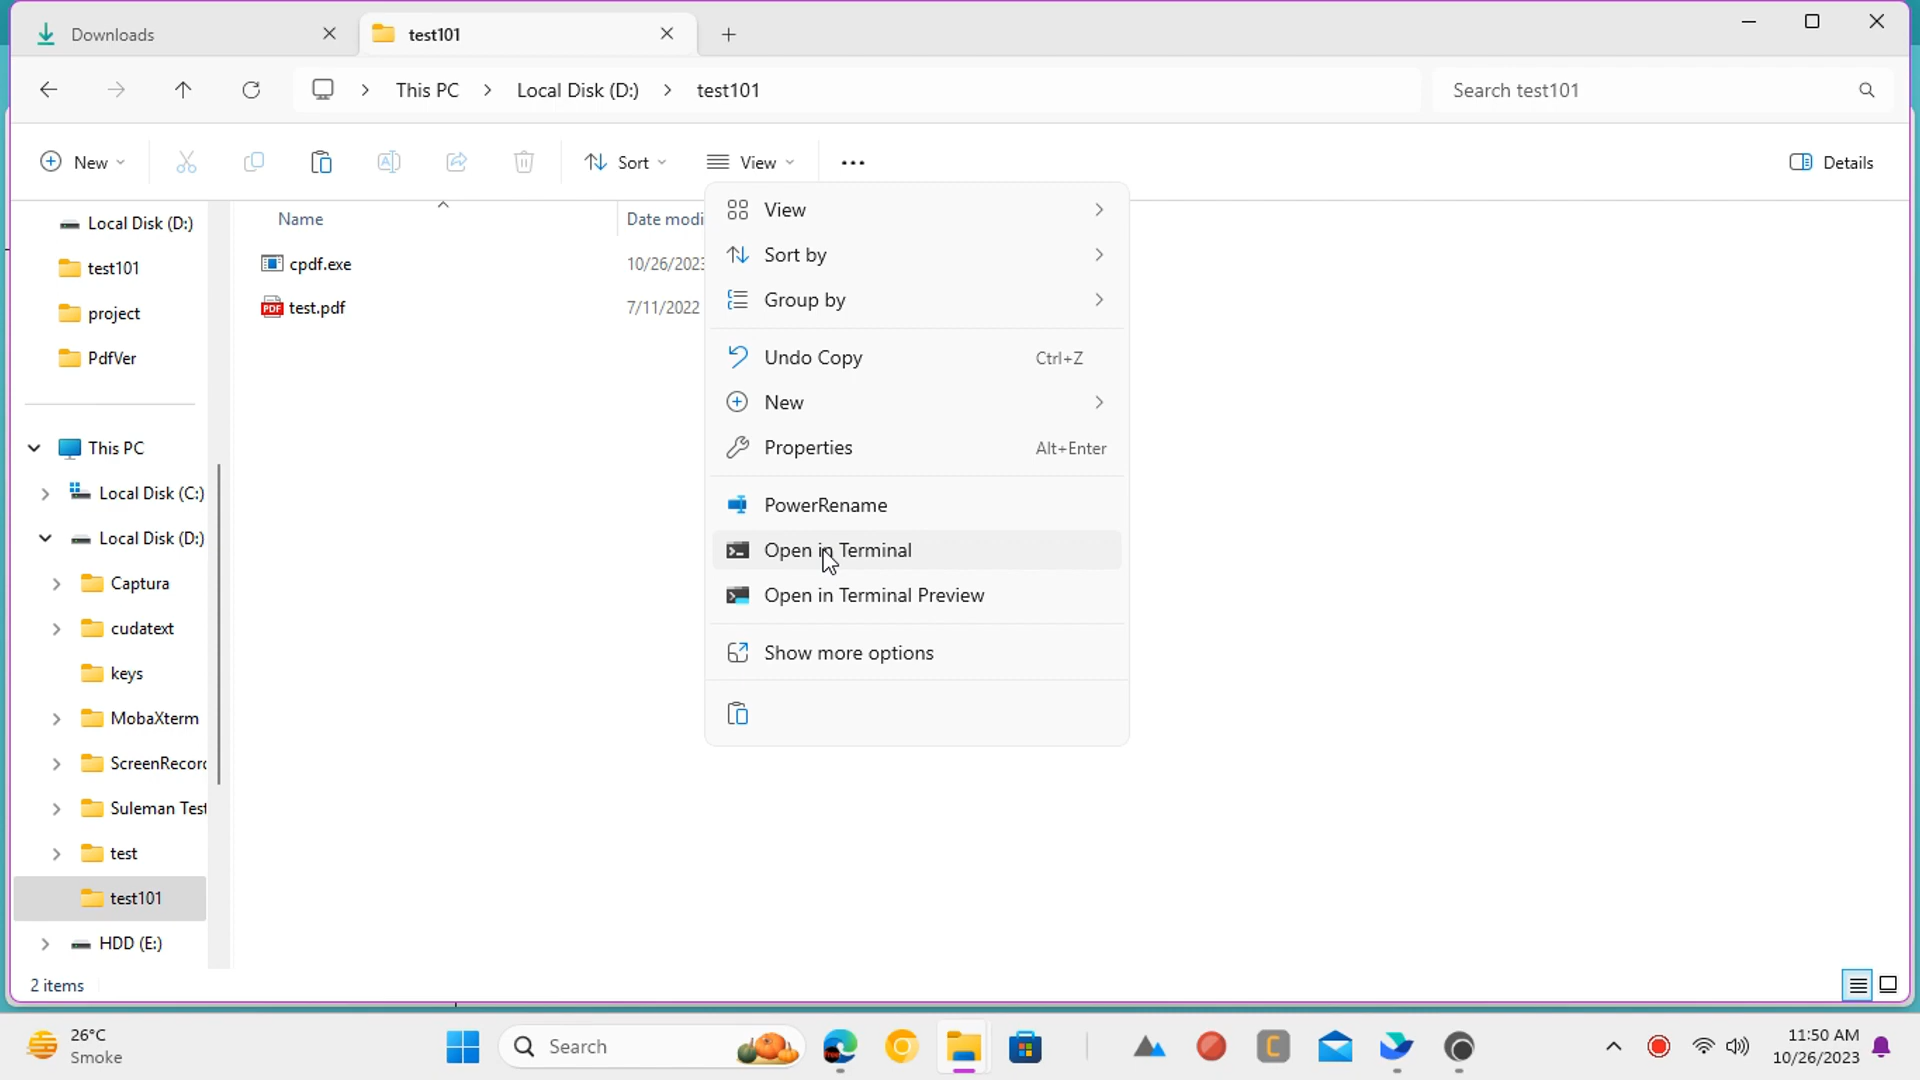 Downloads
test101
This PC
Local Disk (D:)
test101
Search test101
New
Sort
View
Details
Local Disk (D:)
test101
project
PdfVer
This PC
Local Disk (C:)
Local Disk (D:)
Captura
cudatext
keys
MobaXterm
ScreenRecor
Suleman Test
test
test101
HDD (E:)
Name
Date modi
cpdf.exe
10/26/2023
PDF
test.pdf
7/11/2022
View
Sort by
Group by
Undo Copy Ctrl+Z
New
Properties Alt+Enter
PowerRename
Open in Terminal
Open in Terminal Preview
Show more options
2 items
26°C
Smoke
Search
free
C
11:50 AM
10/26/2023